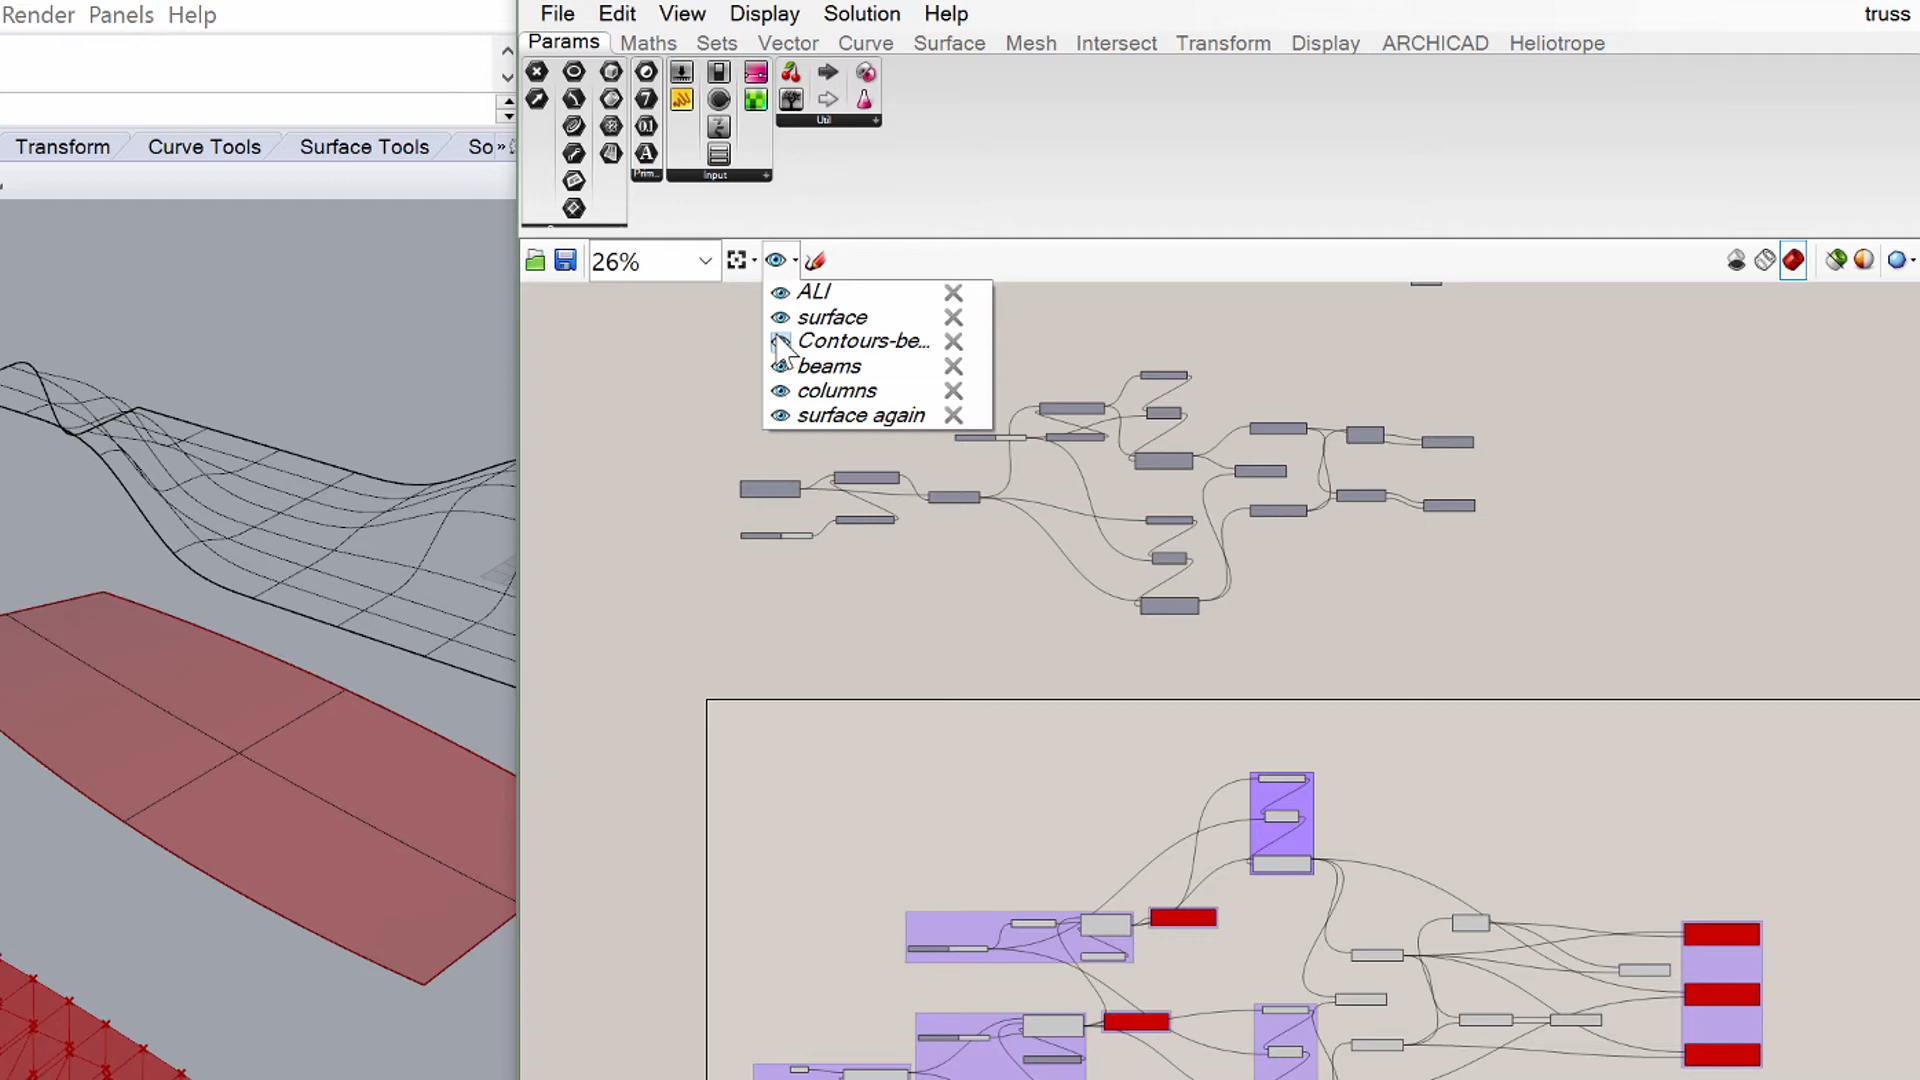 Render Panels Help
File Edit View Display Solution Help
truss
Params Maths Sets Vector Curve Surface Mesh Intersect Transform Display ARCHICAD Heliotrope
Util
Prim..
Input
Transform Curve Tools Surface Tools So »
26%
ALI
surface
Contours-be...
beams
columns
surface again